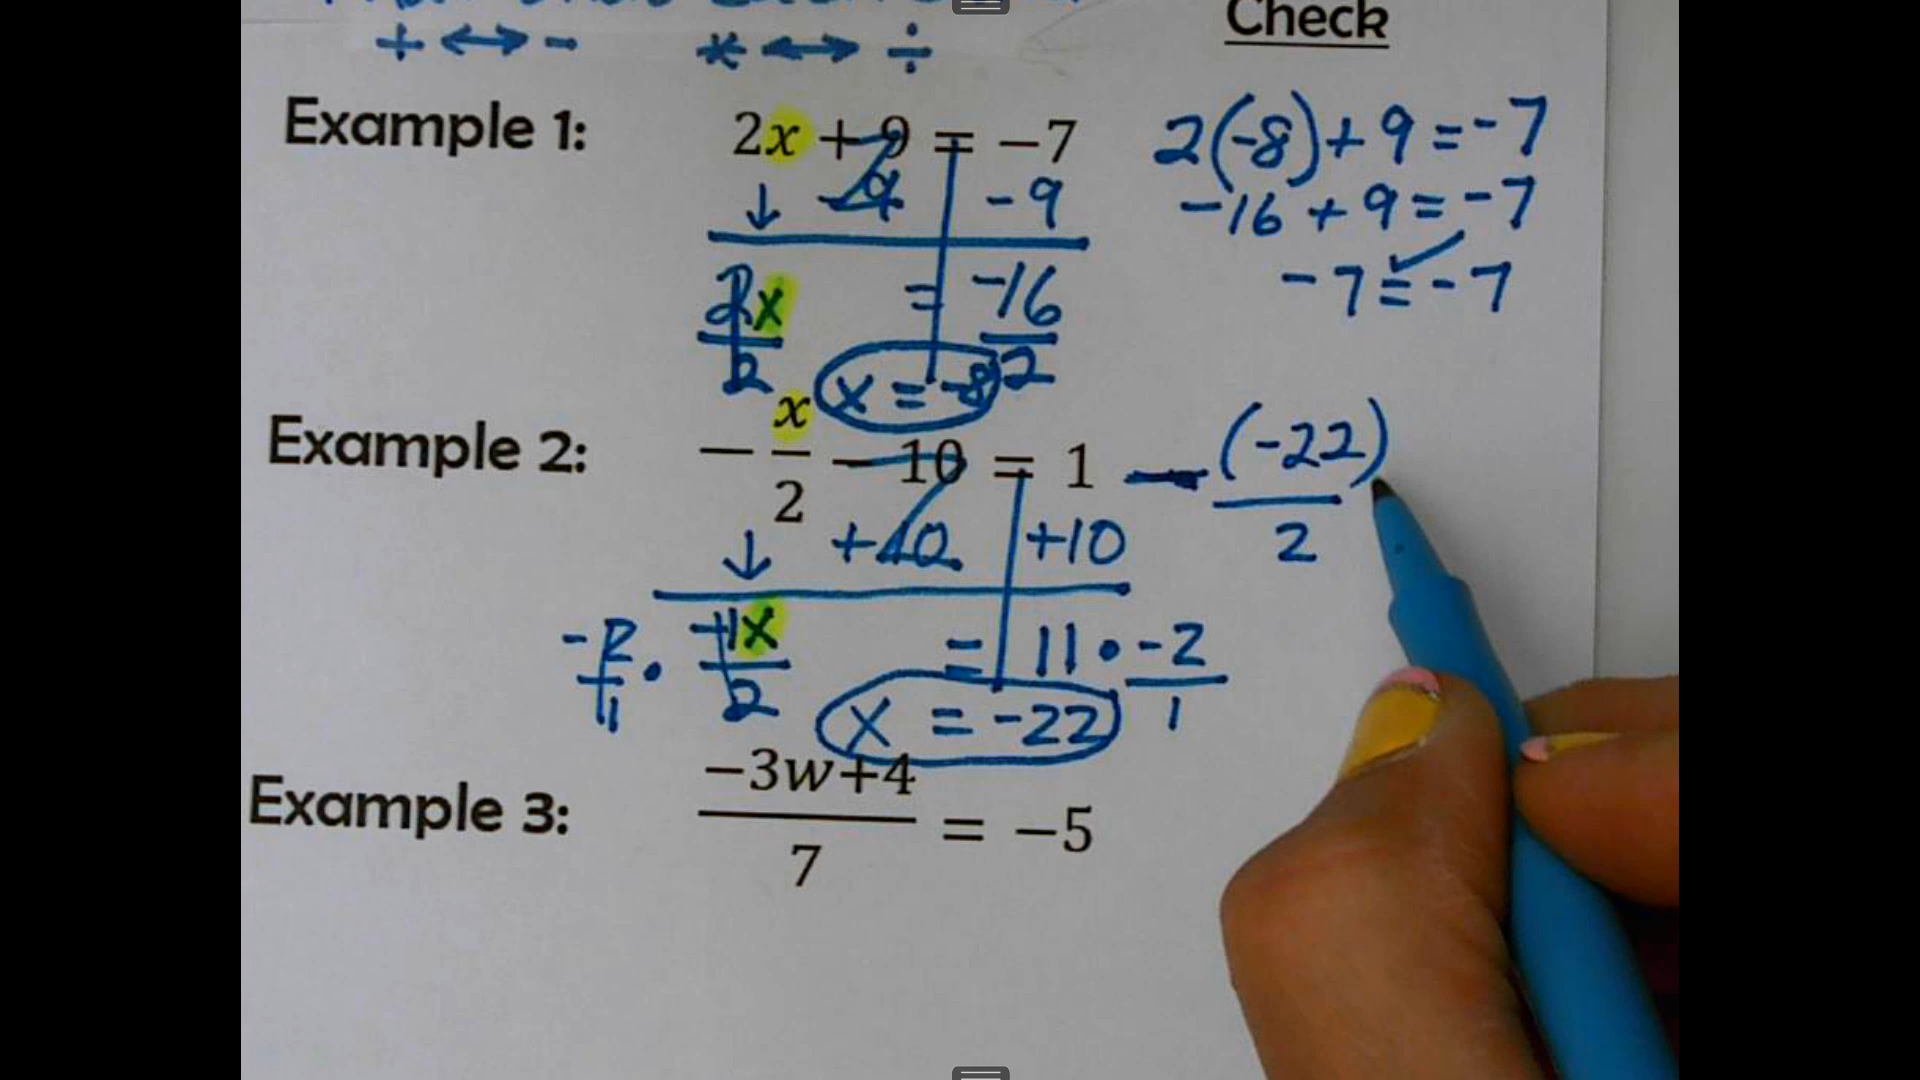 + ↔ - * ↔ ÷
Check
Example 1: 2x + 9 = −7
↓ -9 -9
2x = -16
2 2
x = -8
2(-8) + 9 = -7
-16 + 9 = -7
-7 = -7 ✓
Example 2: − x/2 − 10 = 1
↓ +10 +10
-2/1 · -1x/2 = 11 · -2/1
x = -22
- (-22)
2
Example 3: −3w+4
7 = −5